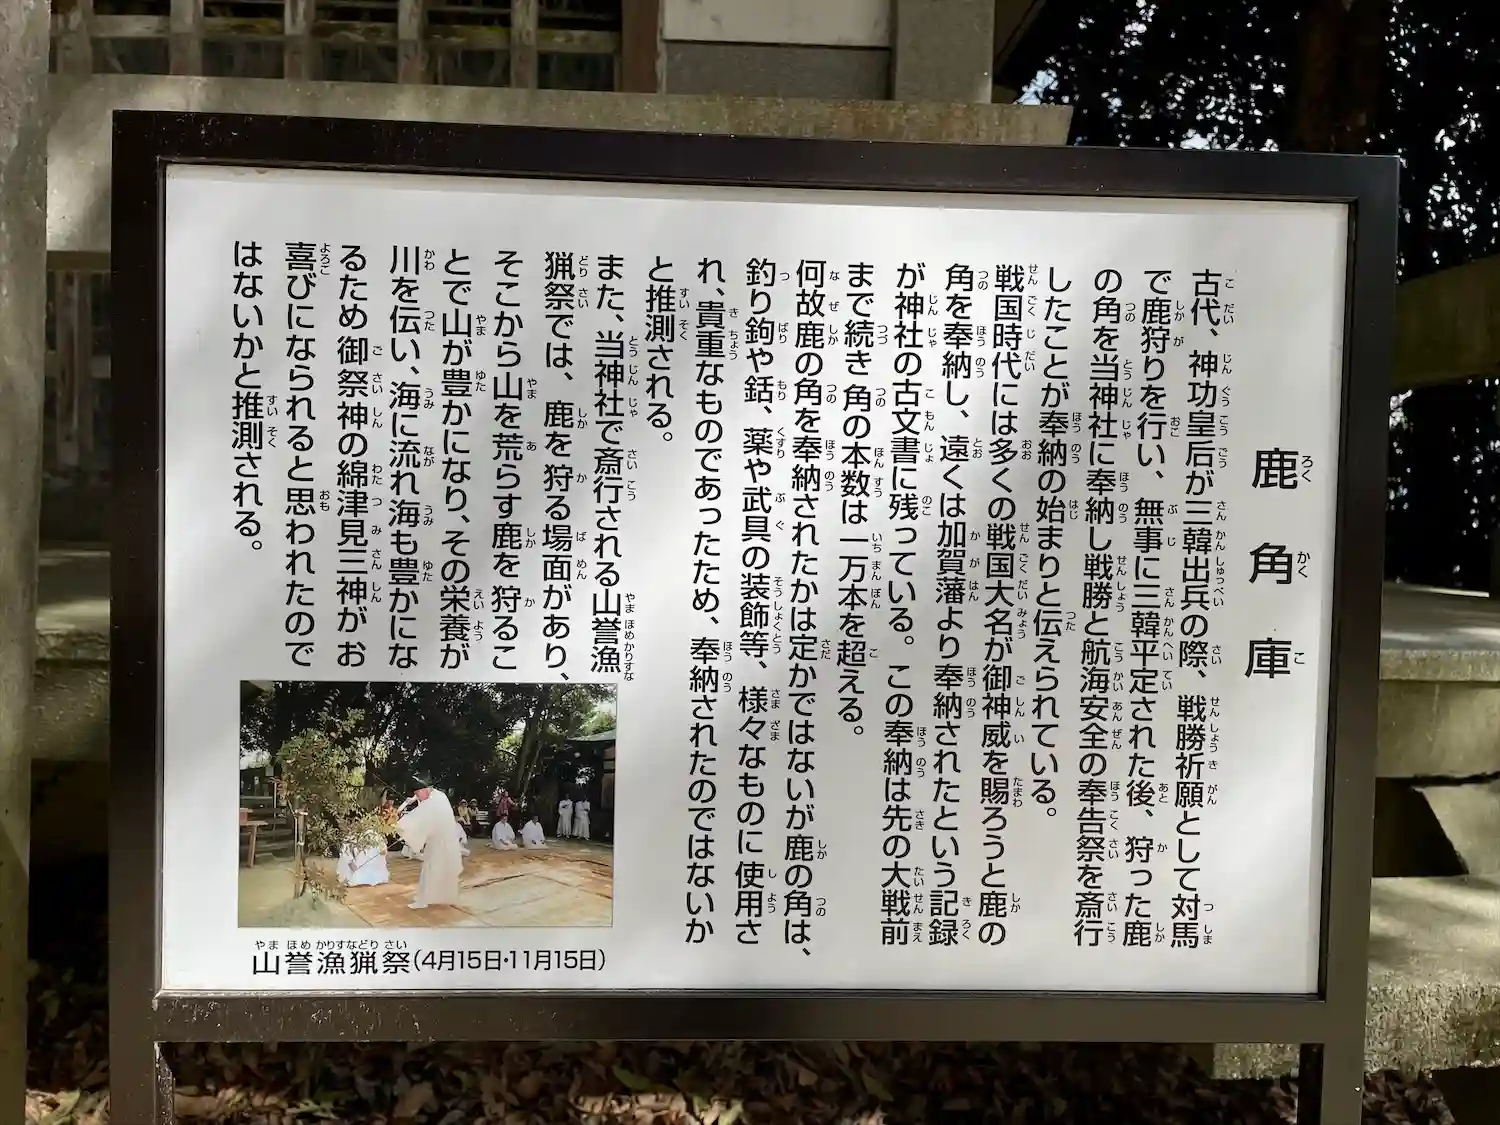 鹿角庫
古代、神功皇后が三韓出兵の際、戦勝祈願として対馬
で鹿狩りを行い、無事に三韓平定された後、狩った鹿
の角を当神社に奉納し戦勝と航海安全の奉告祭を斎行
したことが奉納の始まりと伝えられている。
戦国時代には多くの戦国大名が御神威を賜ろうと鹿の
角を奉納し、遠くは加賀藩より奉納されたという記録
が神社の古文書に残っている。この奉納は先の大戦前
まで続き角の本数は一万本を超える。
何故鹿の角を奉納されたかは定かではないが鹿の角は、
釣り鉤や銛、薬や武具の装飾等、様々なものに使用さ
れ、貴重なものであったため、奉納されたのではないか
と推測される。
また、当神社で斎行される山誉漁
猟祭では、鹿を狩る場面があり、
そこから山を荒らす鹿を狩るこ
とで山が豊かになり、その栄養が
川を伝い、海に流れ海も豊かにな
るため御祭神の綿津見三神がお
喜びになられると思われたので
はないかと推測される。
山誉漁猟祭(4月15日・11月15日)